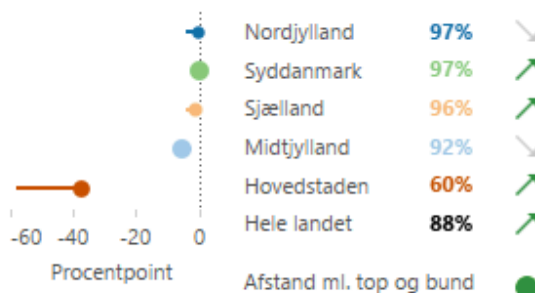 Nordjylland 97%
Syddanmark 97%
Sjælland 96%
Midtjylland 92%
Hovedstaden 60%
Hele landet 88%
-60 -40 -20 0
Procentpoint
Afstand ml. top og bund